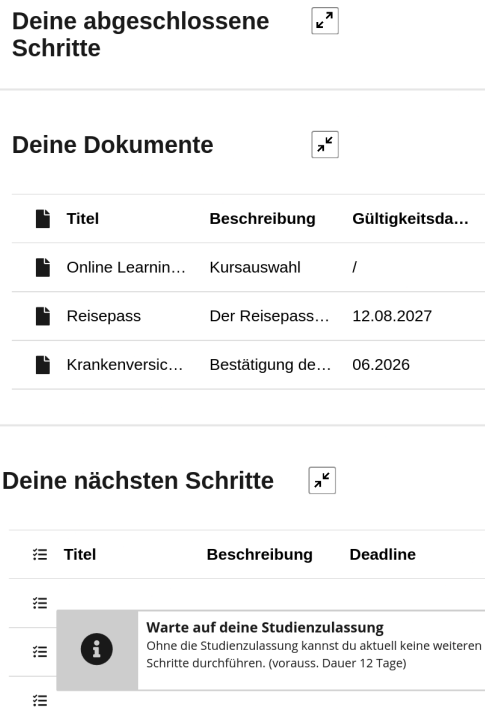 Deine abgeschlossene
Schritte
Deine Dokumente
Titel Beschreibung Gültigkeitsda…
Online Learnin… Kursauswahl /
Reisepass Der Reisepass… 12.08.2027
Krankenversic… Bestätigung de… 06.2026
Deine nächsten Schritte
Titel Beschreibung Deadline
Warte auf deine Studienzulassung
Ohne die Studienzulassung kannst du aktuell keine weiteren
Schritte durchführen. (vorauss. Dauer 12 Tage)